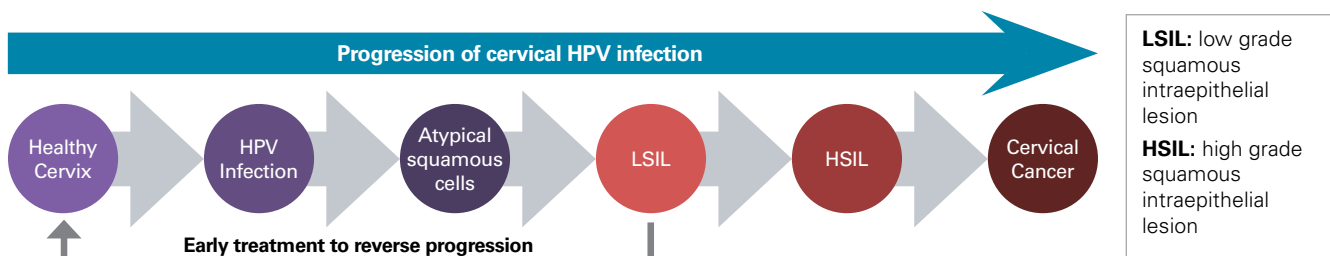 Progression of cervical HPV infection
Healthy
Cervix
HPV
Infection
Atypical
squamous
cells
LSIL
HSIL
Cervical
Cancer
Early treatment to reverse progression
LSIL: low grade
squamous
intraepithelial
lesion
HSIL: high grade
squamous
intraepithelial
lesion